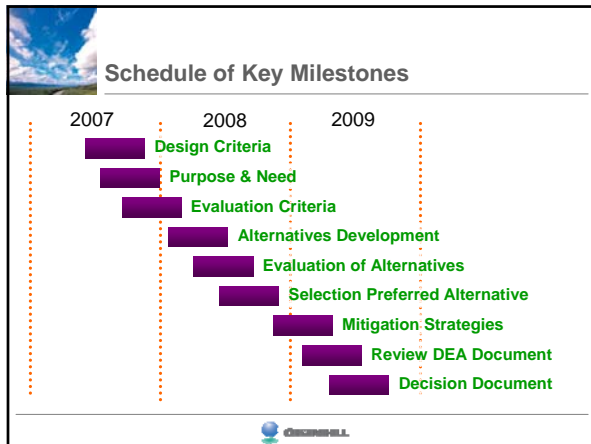 Schedule of Key Milestones
2007 2008 2009
Design Criteria
Purpose & Need
Evaluation Criteria
Alternatives Development
Evaluation of Alternatives
Selection Preferred Alternative
Mitigation Strategies
Review DEA Document
Decision Document